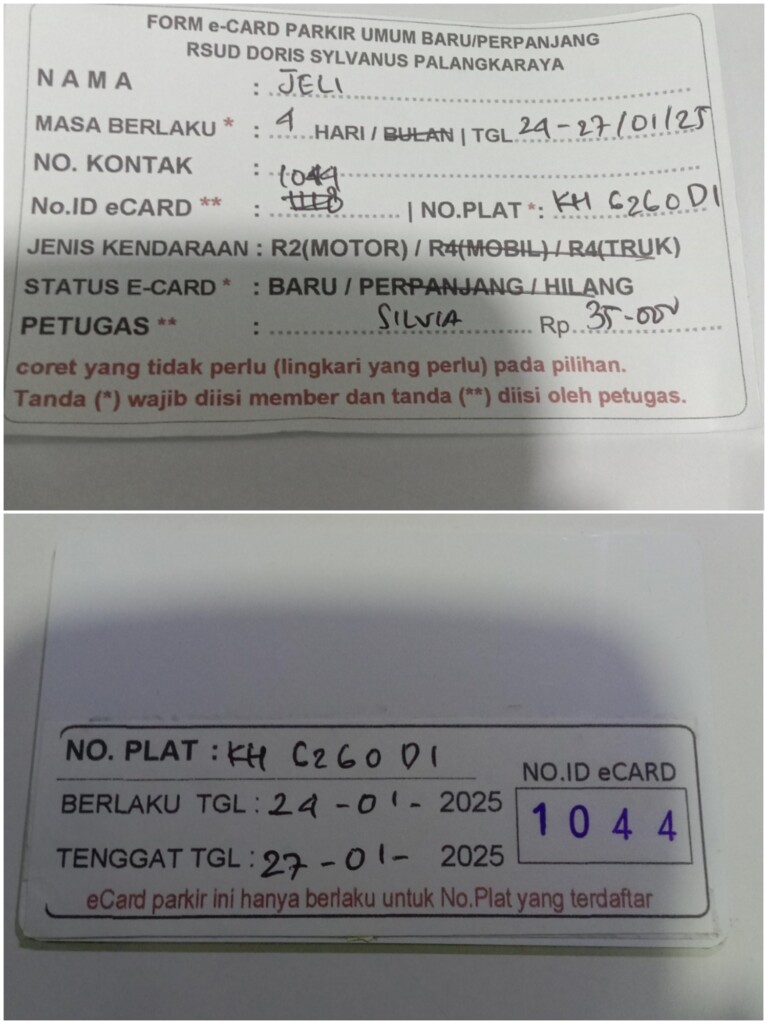 FORM e-CARD PARKIR UMUM BARU/PERPANJANG
RSUD DORIS SYLVANUS PALANGKARAYA
NAMA : JELI
MASA BERLAKU * : 4 HARI / BULAN | TGL 24-27/01/25
NO. KONTAK :
No.ID eCARD ** : 1044 | NO.PLAT *: KH 6260 DI
JENIS KENDARAAN : R2(MOTOR) / R4(MOBIL) / R4(TRUK)
STATUS E-CARD * : BARU / PERPANJANG / HILANG
PETUGAS ** : SILVIA Rp. 35.000
coret yang tidak perlu (lingkari yang perlu) pada pilihan.
Tanda (*) wajib diisi member dan tanda (**) diisi oleh petugas.
NO. PLAT : KH 6260 DI
BERLAKU TGL : 24-01- 2025
TENGGAT TGL : 27-01- 2025
NO.ID eCARD
1044
eCard parkir ini hanya berlaku untuk No.Plat yang terdaftar